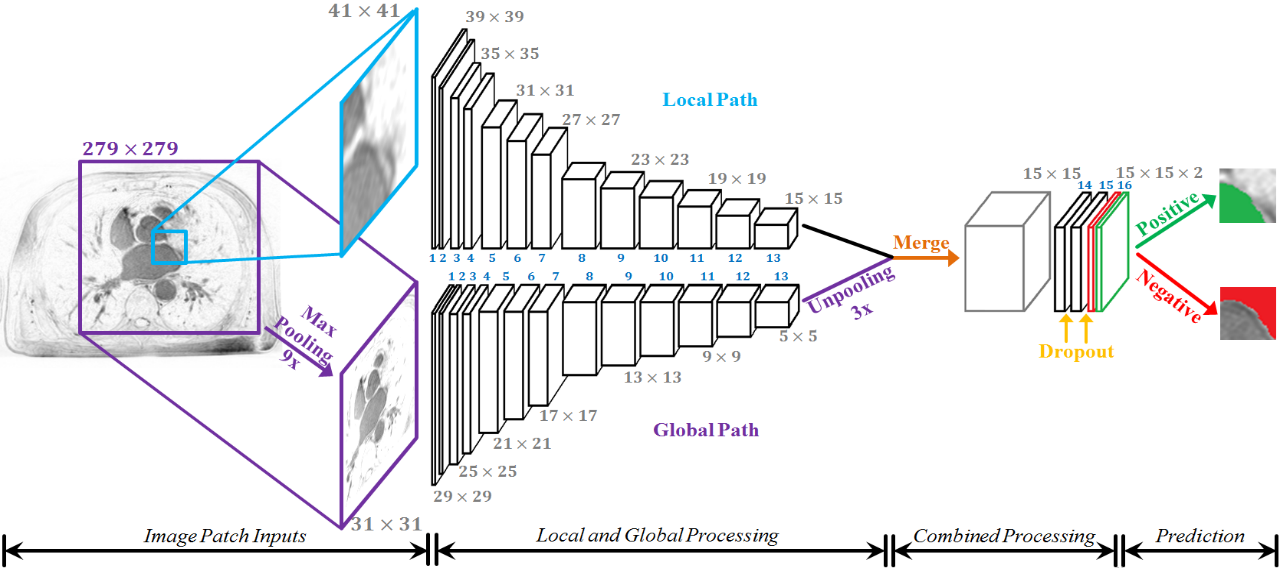 41 × 41
39 × 39
35 × 35
31 × 31
27 × 27
23 × 23
19 × 19
15 × 15
Local Path
279 × 279
1 2 3 4 5 6 7 8 9 10 11 12 13
Max
Pooling
9x
31 × 31
1 2 3 4 5 6 7 8 9 10 11 12 13
29 × 29
25 × 25
21 × 21
17 × 17
13 × 13
9 × 9
5 × 5
Global Path
Unpooling
3x
Merge
15 × 15
15 × 15 × 2
14 15 16
Dropout
Positive
Negative
Image Patch Inputs
Local and Global Processing
Combined Processing
Prediction